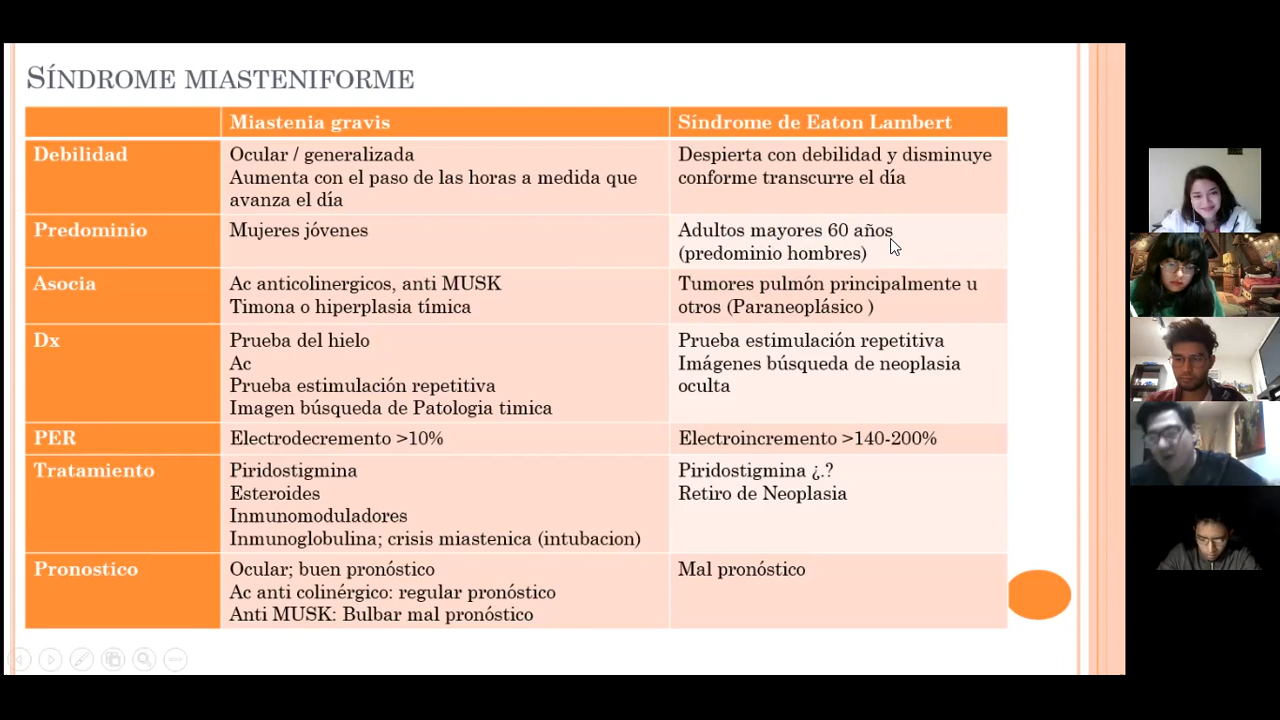 SÍNDROME MIASTENIFORME
Miastenia gravis
Síndrome de Eaton Lambert
Debilidad
Ocular / generalizada
Aumenta con el paso de las horas a medida que
avanza el día
Despierta con debilidad y disminuye
conforme transcurre el día
Predominio
Mujeres jóvenes
Adultos mayores 60 años
(predominio hombres)
Asocia
Ac anticolinergicos, anti MUSK
Timona o hiperplasia tímica
Tumores pulmón principalmente u
otros (Paraneoplásico )
Dx
Prueba del hielo
Ac
Prueba estimulación repetitiva
Imagen búsqueda de Patologia timica
Prueba estimulación repetitiva
Imágenes búsqueda de neoplasia
oculta
PER
Electrodecremento >10%
Electroincremento >140-200%
Tratamiento
Piridostigmina
Esteroides
Inmunomoduladores
Inmunoglobulina; crisis miastenica (intubacion)
Piridostigmina ¿.?
Retiro de Neoplasia
Pronostico
Ocular; buen pronóstico
Ac anti colinérgico: regular pronóstico
Anti MUSK: Bulbar mal pronóstico
Mal pronóstico